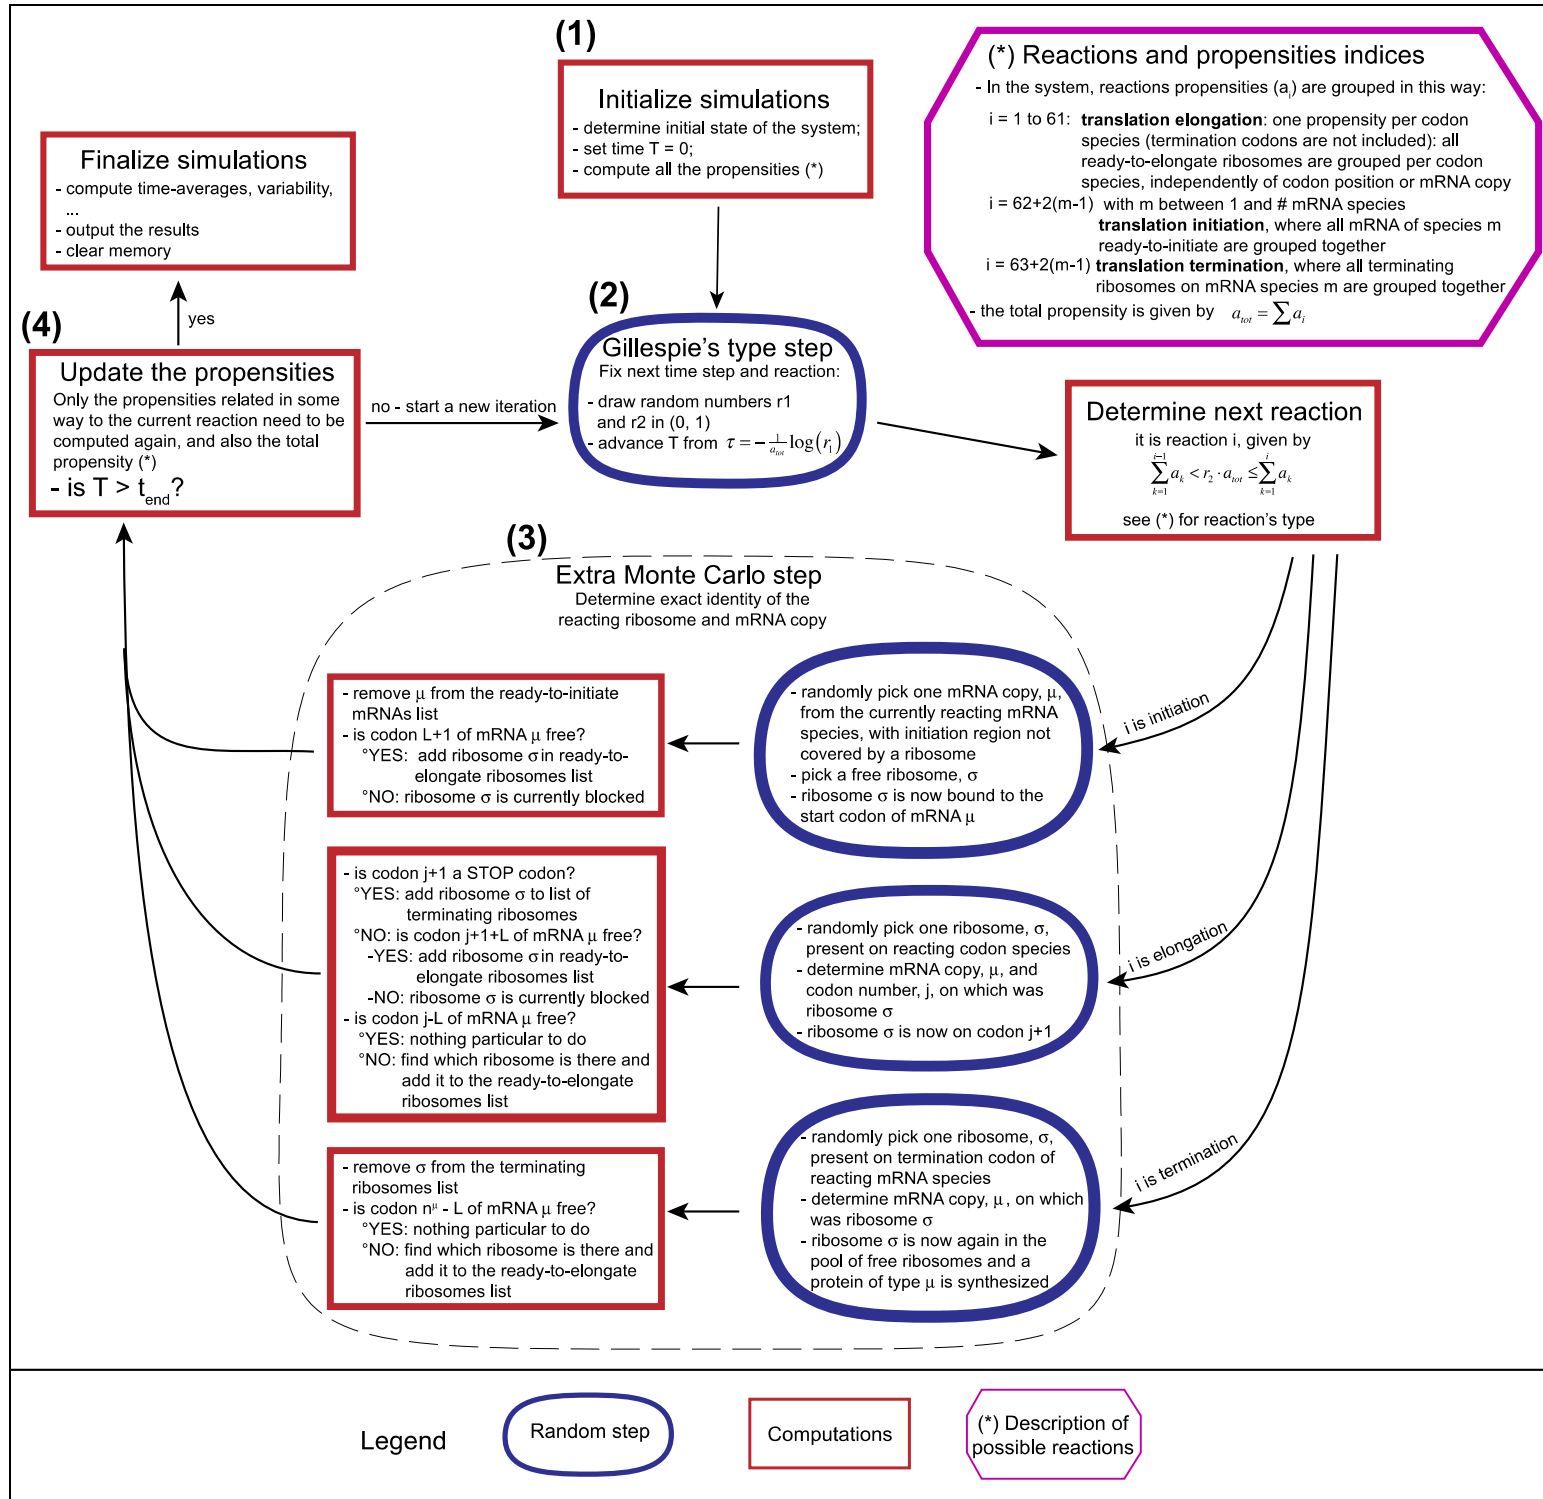 (1)
Initialize simulations
- determine initial state of the system;
- set time T = 0;
- compute all the propensities (*)
(*) Reactions and propensities indices
- In the system, reactions propensities (aᵢ) are grouped in this way:
i = 1 to 61: translation elongation: one propensity per codon
species (termination codons are not included): all
ready-to-elongate ribosomes are grouped per codon
species, independently of codon position or mRNA copy
i = 62+2(m-1) with m between 1 and # mRNA species
translation initiation, where all mRNA of species m
ready-to-initiate are grouped together
i = 63+2(m-1) translation termination, where all terminating
ribosomes on mRNA species m are grouped together
- the total propensity is given by a_tot = ∑ a_i
Finalize simulations
- compute time-averages, variability,
...
- output the results
- clear memory
yes
(4)
Update the propensities
Only the propensities related in some
way to the current reaction need to be
computed again, and also the total
propensity (*)
- is T > t_end?
no - start a new iteration
(2)
Gillespie's type step
Fix next time step and reaction:
- draw random numbers r1
and r2 in (0, 1)
- advance T from τ = − 1/a_tot log(r₁)
Determine next reaction
it is reaction i, given by
∑_{k=1}^{i-1} a_k < r₂ · a_tot ≤ ∑_{k=1}^{i} a_k
see (*) for reaction's type
(3)
Extra Monte Carlo step
Determine exact identity of the
reacting ribosome and mRNA copy
i is initiation
- randomly pick one mRNA copy, μ,
from the currently reacting mRNA
species, with initiation region not
covered by a ribosome
- pick a free ribosome, σ
- ribosome σ is now bound to the
start codon of mRNA μ
- remove μ from the ready-to-initiate
mRNAs list
- is codon L+1 of mRNA μ free?
°YES: add ribosome σ in ready-to-
elongate ribosomes list
°NO: ribosome σ is currently blocked
i is elongation
- randomly pick one ribosome, σ,
present on reacting codon species
- determine mRNA copy, μ, and
codon number, j, on which was
ribosome σ
- ribosome σ is now on codon j+1
- is codon j+1 a STOP codon?
°YES: add ribosome σ to list of
terminating ribosomes
°NO: is codon j+1+L of mRNA μ free?
-YES: add ribosome σ in ready-to-
elongate ribosomes list
-NO: ribosome σ is currently blocked
- is codon j-L of mRNA μ free?
°YES: nothing particular to do
°NO: find which ribosome is there and
add it to the ready-to-elongate
ribosomes list
i is termination
- randomly pick one ribosome, σ,
present on termination codon of
reacting mRNA species
- determine mRNA copy, μ, on which
was ribosome σ
- ribosome σ is now again in the
pool of free ribosomes and a
protein of type μ is synthesized
- remove σ from the terminating
ribosomes list
- is codon n^μ - L of mRNA μ free?
°YES: nothing particular to do
°NO: find which ribosome is there and
add it to the ready-to-elongate
ribosomes list
Legend
Random step
Computations
(*) Description of
possible reactions